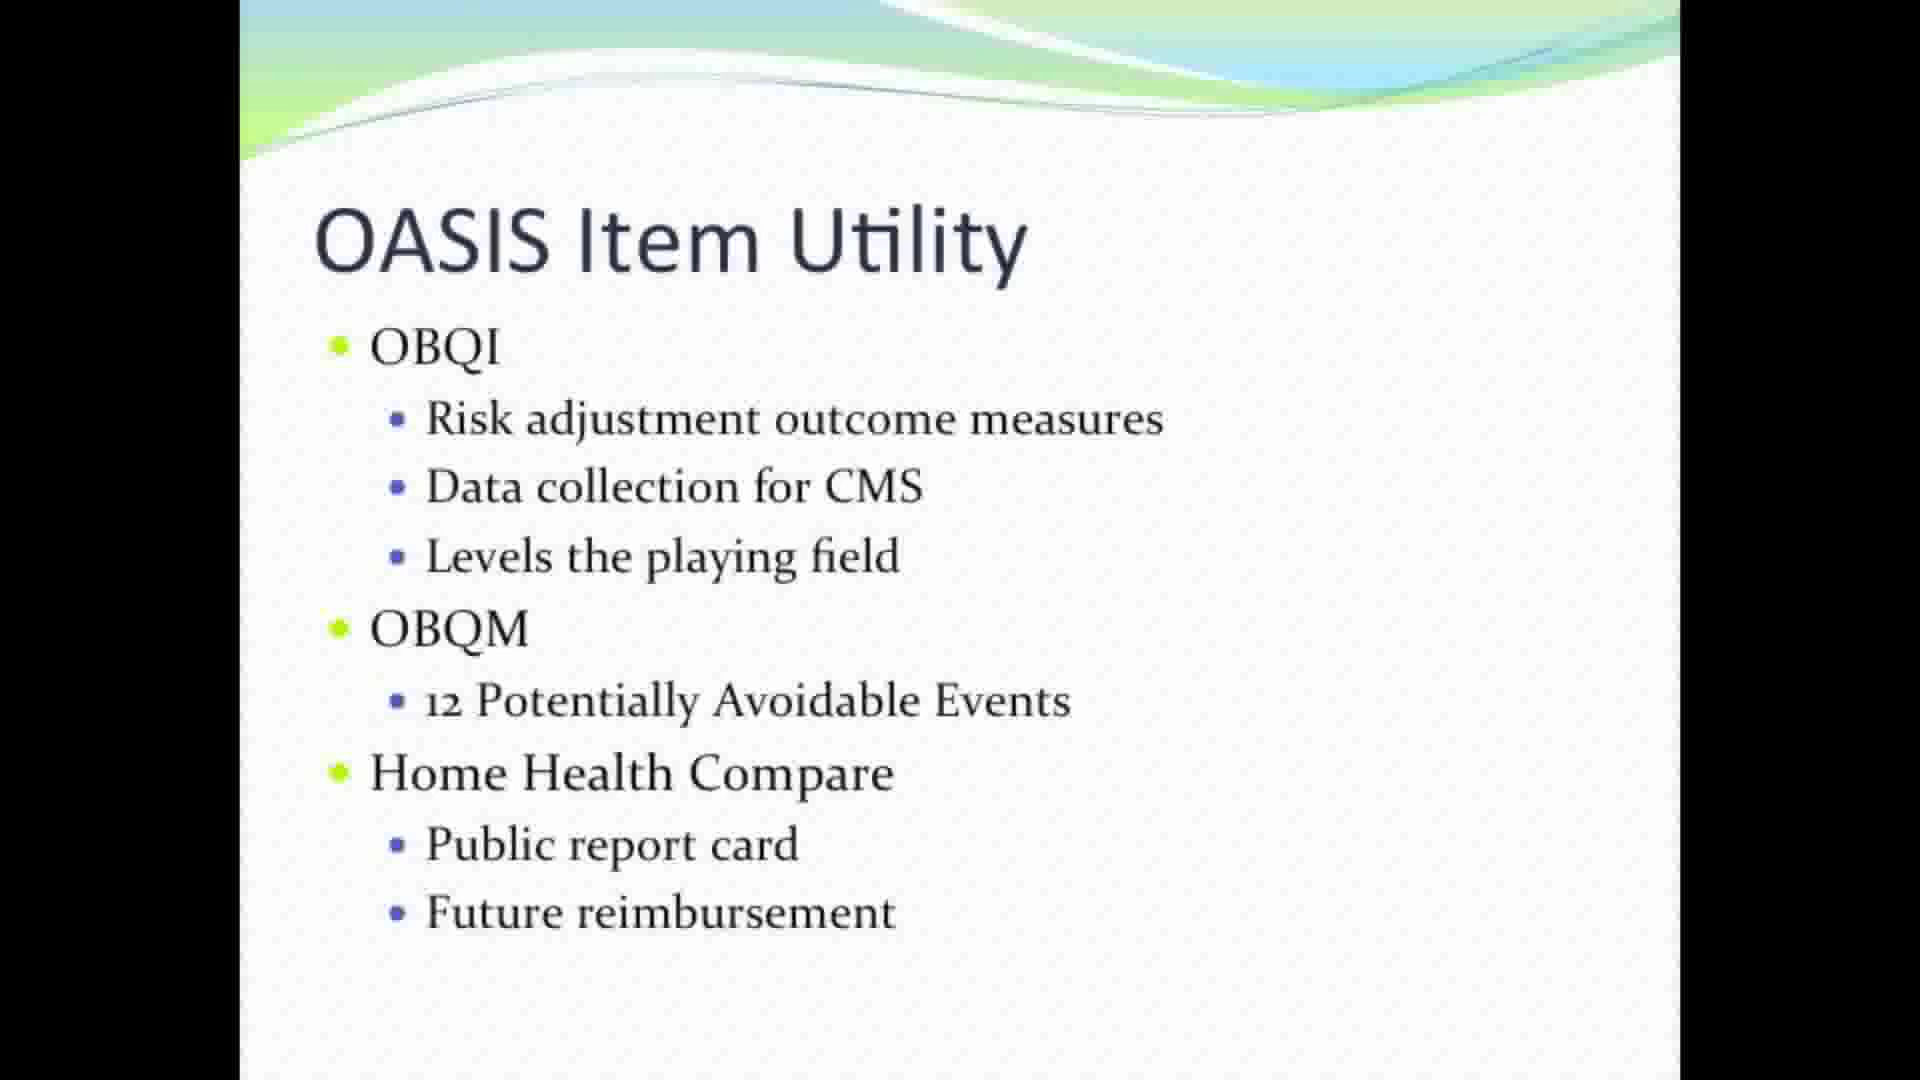 OASIS Item Utility
OBQI
Risk adjustment outcome measures
Data collection for CMS
Levels the playing field
OBQM
12 Potentially Avoidable Events
Home Health Compare
Public report card
Future reimbursement